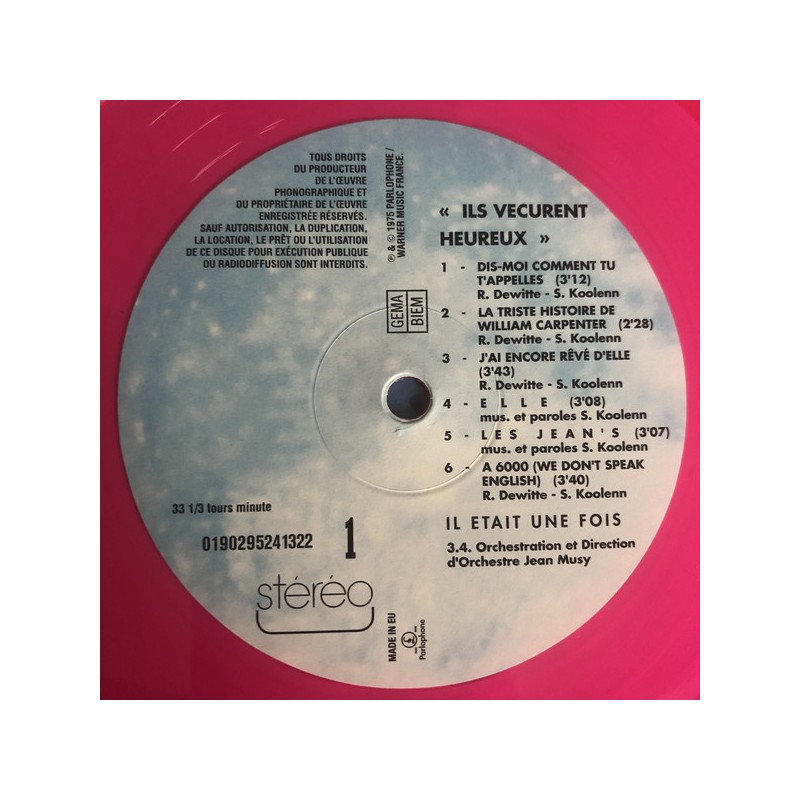 TOUS DROITS
DU PRODUCTEUR
DE L'ŒUVRE
PHONOGRAPHIQUE ET
DU PROPRIÉTAIRE DE L'ŒUVRE
ENREGISTRÉE RÉSERVÉS.
SAUF AUTORISATION, LA DUPLICATION,
LA LOCATION, LE PRÊT OU L'UTILISATION
DE CE DISQUE POUR EXÉCUTION PUBLIQUE
OU RADIODIFFUSION SONT INTERDITS.
℗ & © 1975 PARLOPHONE /
WARNER MUSIC FRANCE.
GEMA
BIEM
« ILS VECURENT
HEUREUX »
1 - DIS-MOI COMMENT TU
T'APPELLES (3'12)
R. Dewitte - S. Koolenn
2 - LA TRISTE HISTOIRE DE
WILLIAM CARPENTER (2'28)
R. Dewitte - S. Koolenn
3 - J'AI ENCORE RÊVÉ D'ELLE
(3'43)
R. Dewitte - S. Koolenn
4 - E L L E (3'08)
mus. et paroles S. Koolenn
5 - LES JEAN'S (3'07)
mus. et paroles S. Koolenn
6 - A 6000 (WE DON'T SPEAK
ENGLISH) (3'40)
R. Dewitte - S. Koolenn
IL ETAIT UNE FOIS
3.4. Orchestration et Direction
d'Orchestre Jean Musy
33 1/3 tours minute
0190295241322 1
stéréo
MADE IN EU
Parlophone